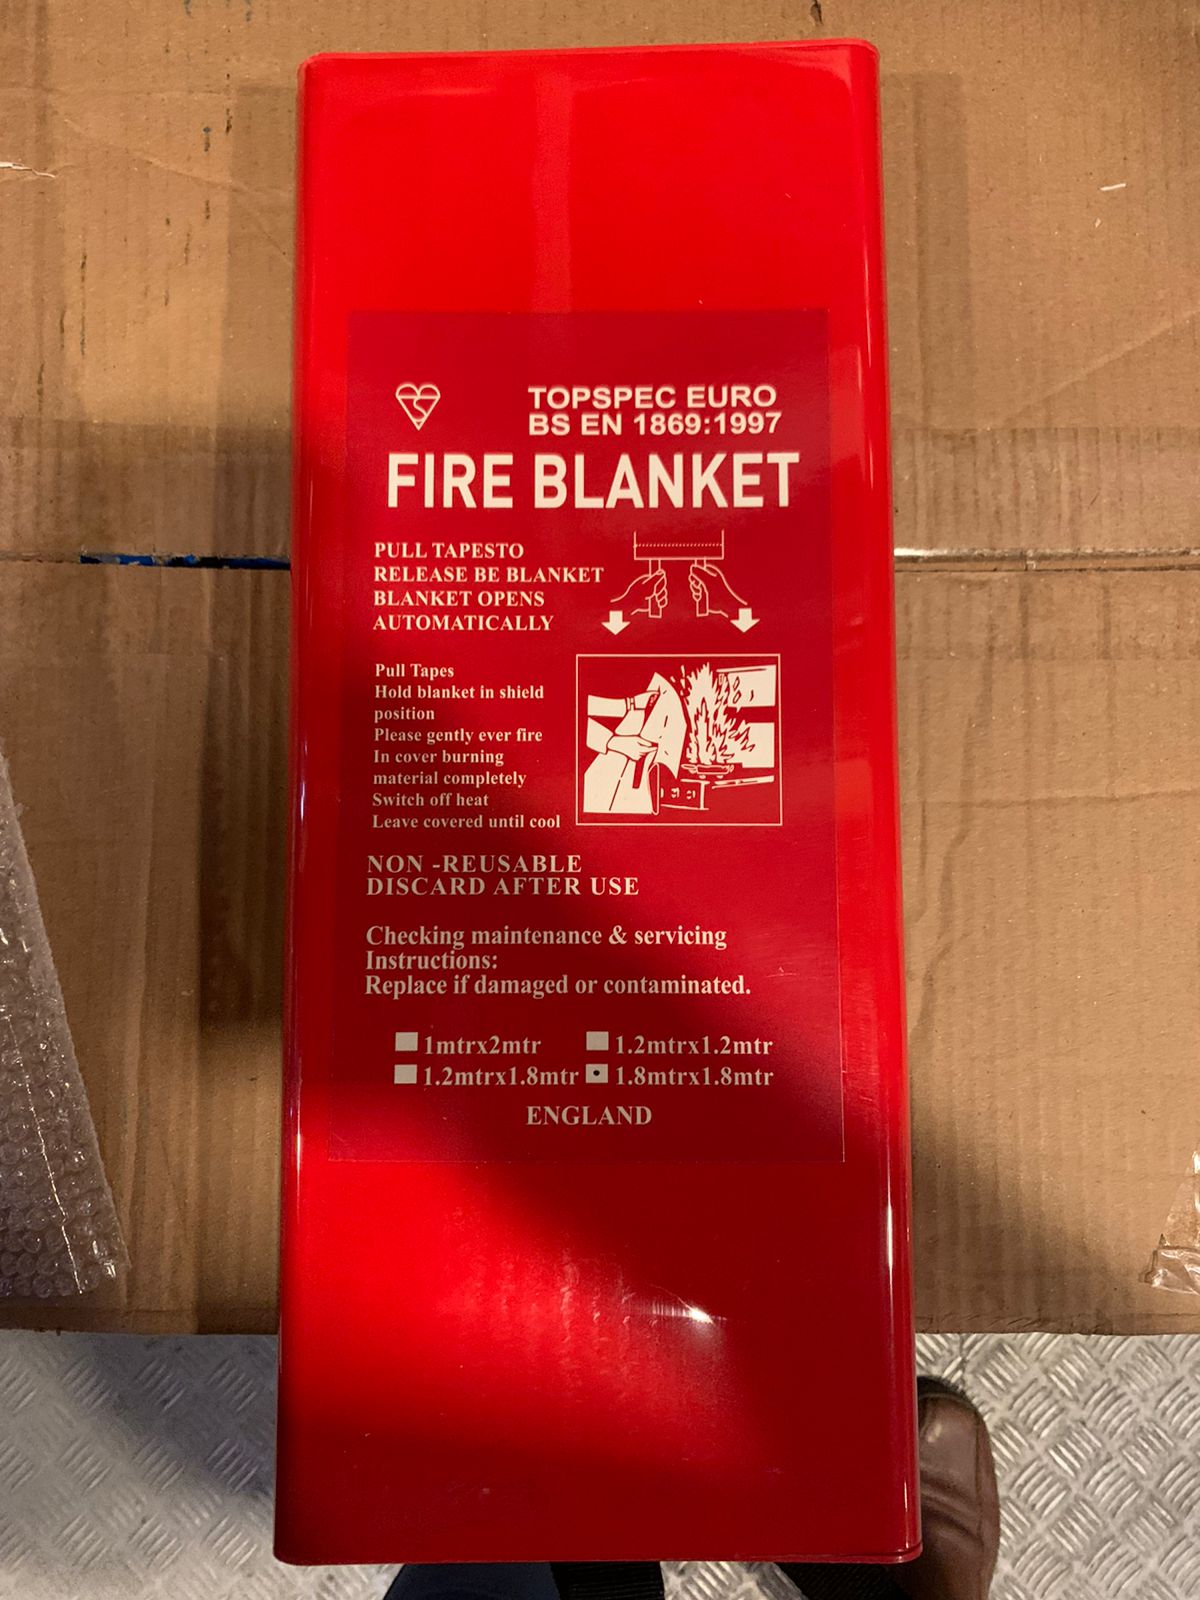 TOPSPEC EURO
BS EN 1869:1997
FIRE BLANKET
PULL TAPESTO
RELEASE BE BLANKET
BLANKET OPENS
AUTOMATICALLY
Pull Tapes
Hold blanket in shield
position
Please gently ever fire
In cover burning
material completely
Switch off heat
Leave covered until cool
NON -REUSABLE
DISCARD AFTER USE
Checking maintenance & servicing
Instructions:
Replace if damaged or contaminated.
1mtrx2mtr 1.2mtrx1.2mtr
1.2mtrx1.8mtr 1.8mtrx1.8mtr
ENGLAND